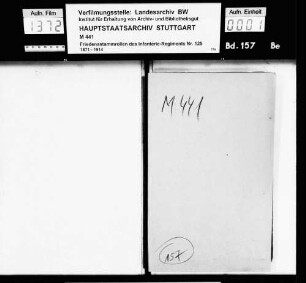 Aufn. Film
1372
Verfilmungsstelle: Landesarchiv BW
Institut für Erhaltung von Archiv- und Bibliotheksgut
HAUPTSTAATSARCHIV STUTTGART
M 441
Friedensstammrollen des Infanterie-Regiments Nr. 125
1871 - 1914
Aufn. Einheit
0001
Bd. 157 Be
M 441
157